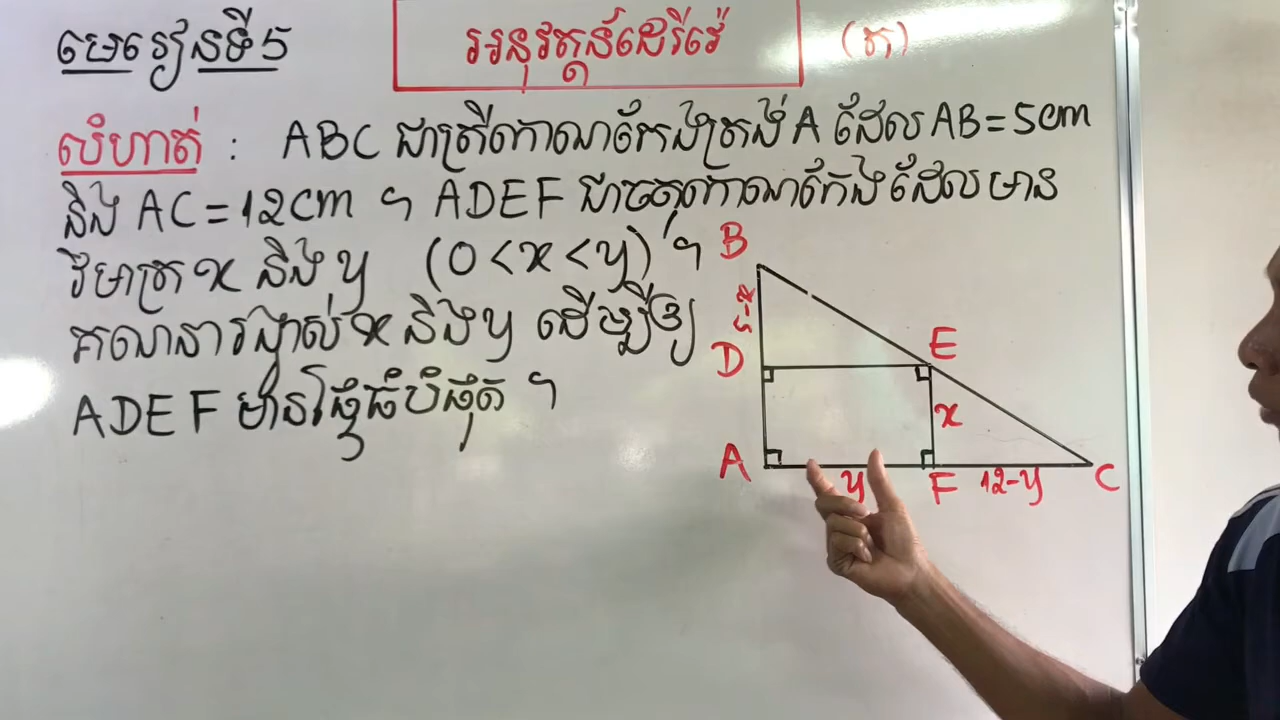 មេរៀនទី5
អនុវត្តន៍ដេរីវេ
(ត)
លំហាត់ : ABC ជាត្រីកោណកែងត្រង់ A ដែល AB=5cm
និង AC=12cm ។ ADEF ជាចតុកោណកែងដែលមាន
វិមាត្រ x និង y (0<x<y) ។
គណនារង្វាស់ x និង y ដើម្បីឲ្យ
ADEF មានផ្ទៃធំបំផុត ។
B
5-x
D
E
x
A
y
F
12-y
C